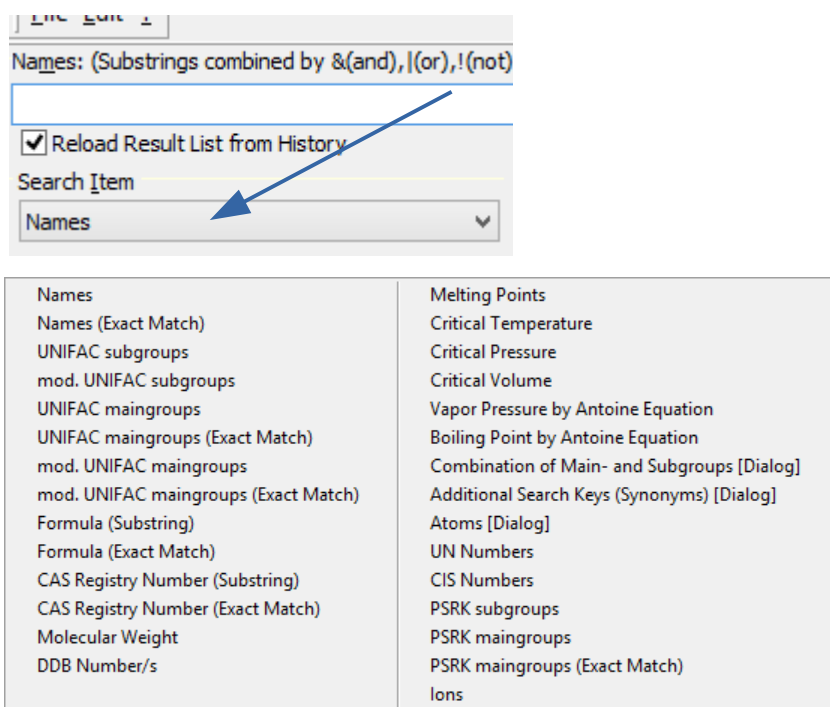 File Edit ?
Names: (Substrings combined by &(and),|(or),!(not)
Reload Result List from History
Search Item
Names
Names
Names (Exact Match)
UNIFAC subgroups
mod. UNIFAC subgroups
UNIFAC maingroups
UNIFAC maingroups (Exact Match)
mod. UNIFAC maingroups
mod. UNIFAC maingroups (Exact Match)
Formula (Substring)
Formula (Exact Match)
CAS Registry Number (Substring)
CAS Registry Number (Exact Match)
Molecular Weight
DDB Number/s
Melting Points
Critical Temperature
Critical Pressure
Critical Volume
Vapor Pressure by Antoine Equation
Boiling Point by Antoine Equation
Combination of Main- and Subgroups [Dialog]
Additional Search Keys (Synonyms) [Dialog]
Atoms [Dialog]
UN Numbers
CIS Numbers
PSRK subgroups
PSRK maingroups
PSRK maingroups (Exact Match)
Ions